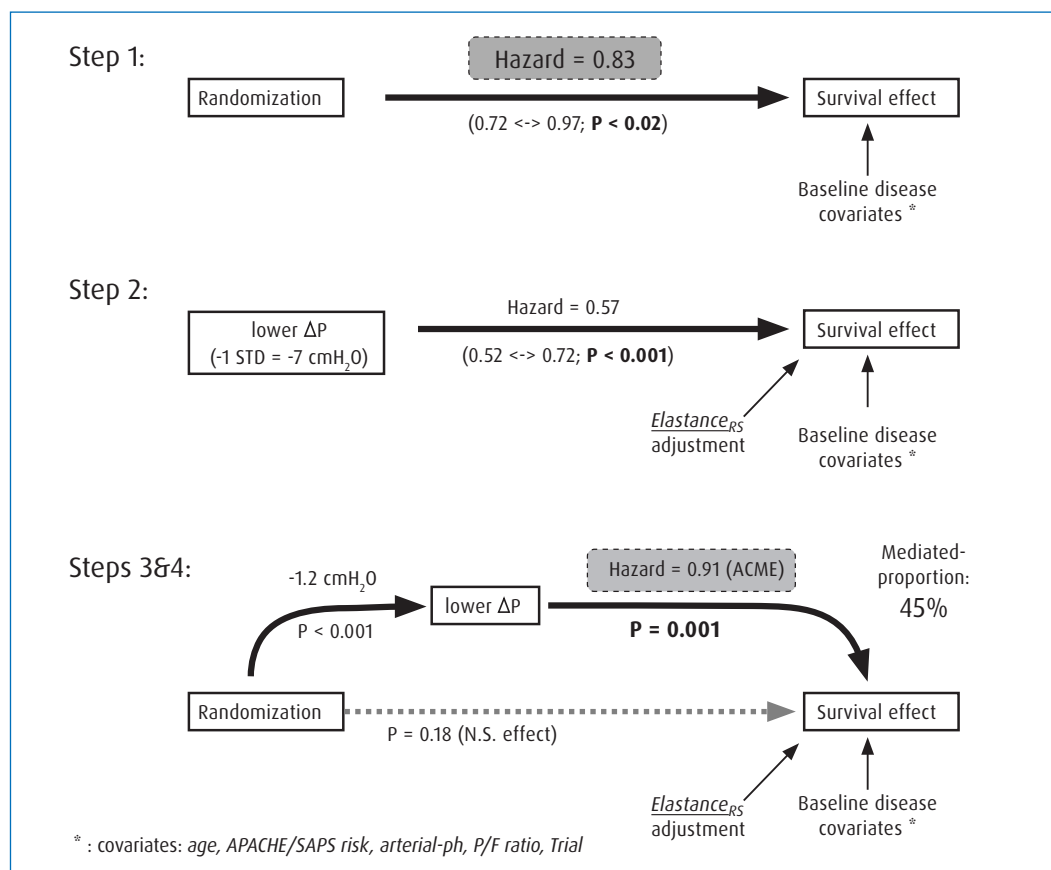 Step 1:
Hazard = 0.83
Randomization
Survival effect
(0.72 <-> 0.97; P < 0.02)
Baseline disease
covariates *
Step 2:
lower ΔP
(-1 STD = -7 cmH₂O)
Hazard = 0.57
(0.52 <-> 0.72; P < 0.001)
Survival effect
Elastance_RS
adjustment
Baseline disease
covariates *
Steps 3&4:
-1.2 cmH₂O
P < 0.001
lower ΔP
Hazard = 0.91 (ACME)
P = 0.001
Mediated-
proportion:
45%
Randomization
P = 0.18 (N.S. effect)
Survival effect
Elastance_RS
adjustment
Baseline disease
covariates *
* : covariates: age, APACHE/SAPS risk, arterial-ph, P/F ratio, Trial